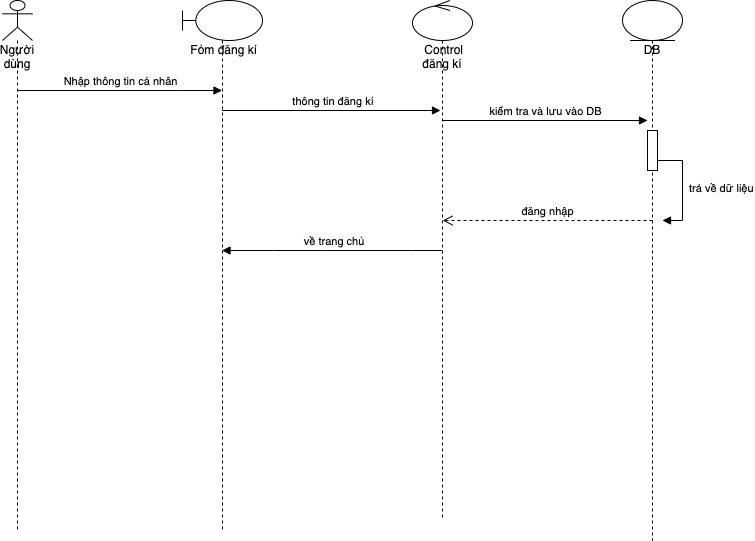 Người
dùng
Fỏm đăng kí
Control
đăng kí
DB
Nhập thông tin cá nhân
thông tin đăng kí
kiểm tra và lưu vào DB
trả về dữ liệu
đăng nhập
về trang chủ